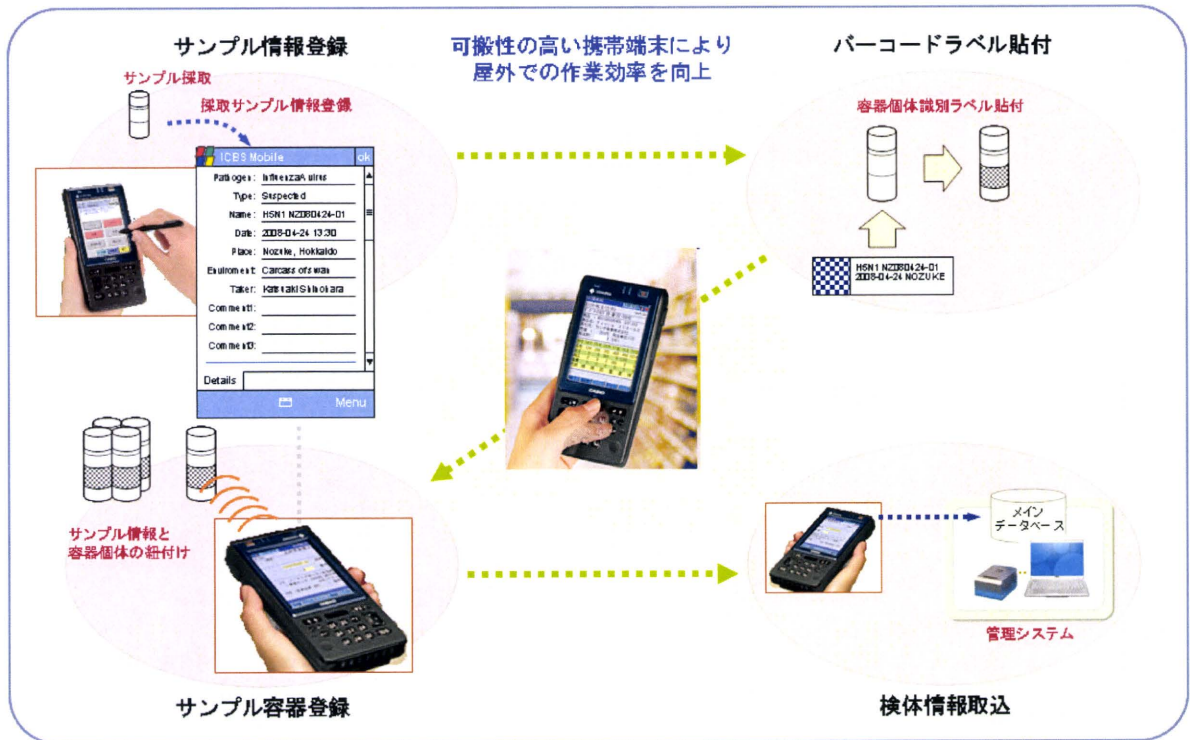 サンプル情報登録
可搬性の高い携帯端末により
屋外での作業効率を向上
バーコードラベル貼付
サンプル採取
採取サンプル情報登録
容器個体識別ラベル貼付
ICBS Mobile
ok
Pathogen: InfluenzaA virus
Type: Suspected
Name: H5N1 NZ080424-01
Date: 2008-04-24 13:30
Place: Nozuke, Hokkaido
Enviroment: Carcass of swan
Taker: Katsuaki Shinohara
Comment1:
Comment2:
Comment3:
Details
Menu
H5N1 NZ080424-01
2008-04-24 NOZUKE
サンプル情報と
容器個体の紐付け
メイン
データベース
管理システム
サンプル容器登録
検体情報取込